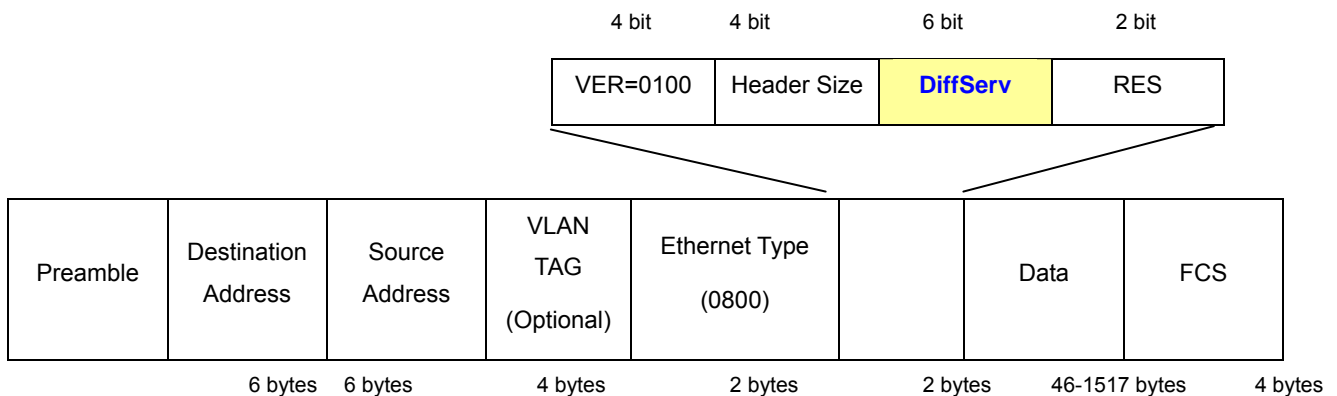 4 bit 4 bit 6 bit 2 bit
VER=0100 Header Size DiffServ RES
Preamble
Destination
Address
Source
Address
VLAN
TAG
(Optional)
Ethernet Type
(0800)
Data
FCS
6 bytes 6 bytes 4 bytes 2 bytes 2 bytes 46-1517 bytes 4 bytes